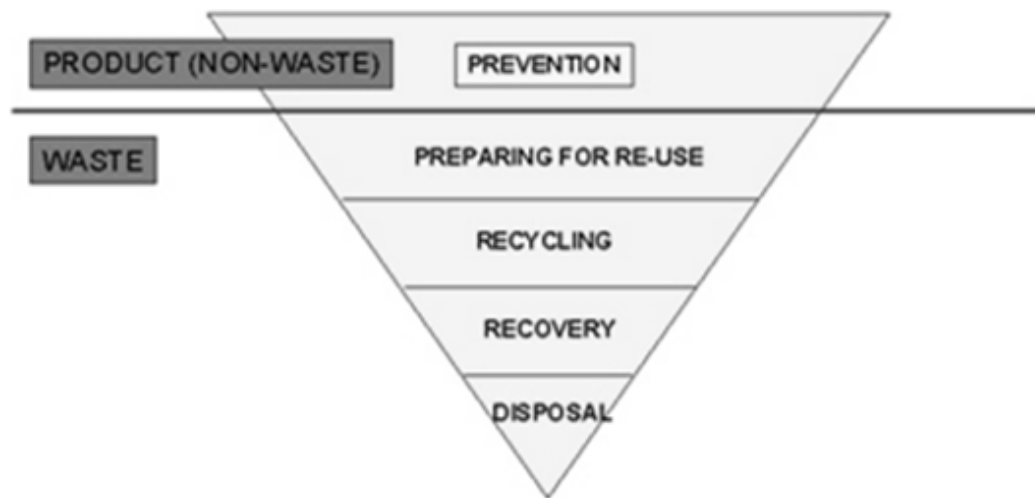 PRODUCT (NON-WASTE)
PREVENTION
WASTE
PREPARING FOR RE-USE
RECYCLING
RECOVERY
DISPOSAL